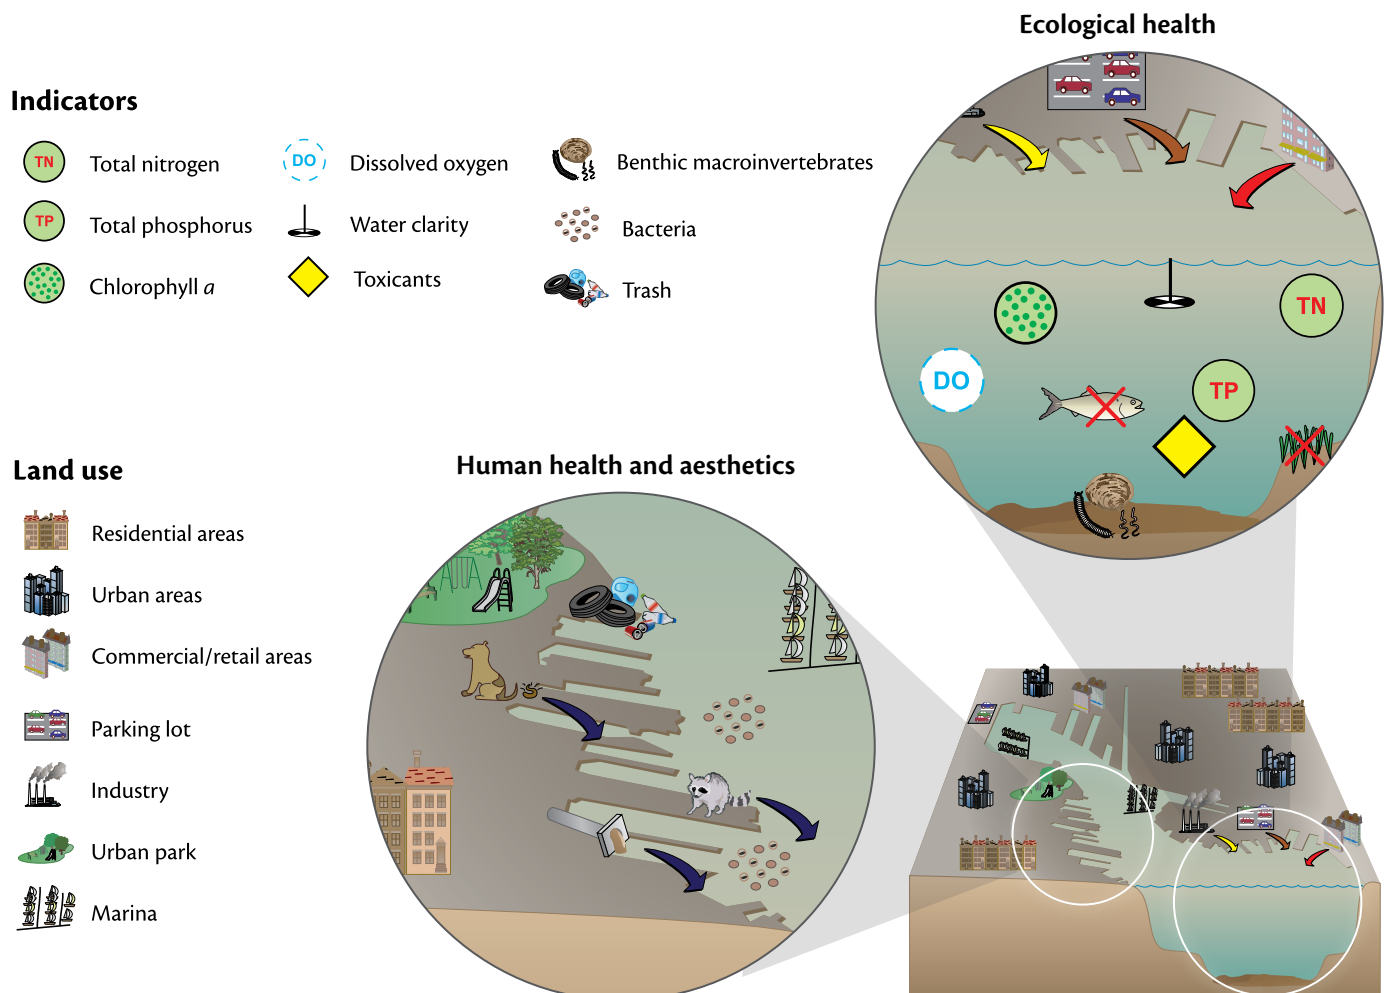 Ecological health
Indicators
TN Total nitrogen
DO Dissolved oxygen
Benthic macroinvertebrates
TP Total phosphorus
Water clarity
Bacteria
Chlorophyll a
Toxicants
Trash
TN
DO
TP
Land use
Human health and aesthetics
Residential areas
Urban areas
Commercial/retail areas
Parking lot
Industry
Urban park
Marina